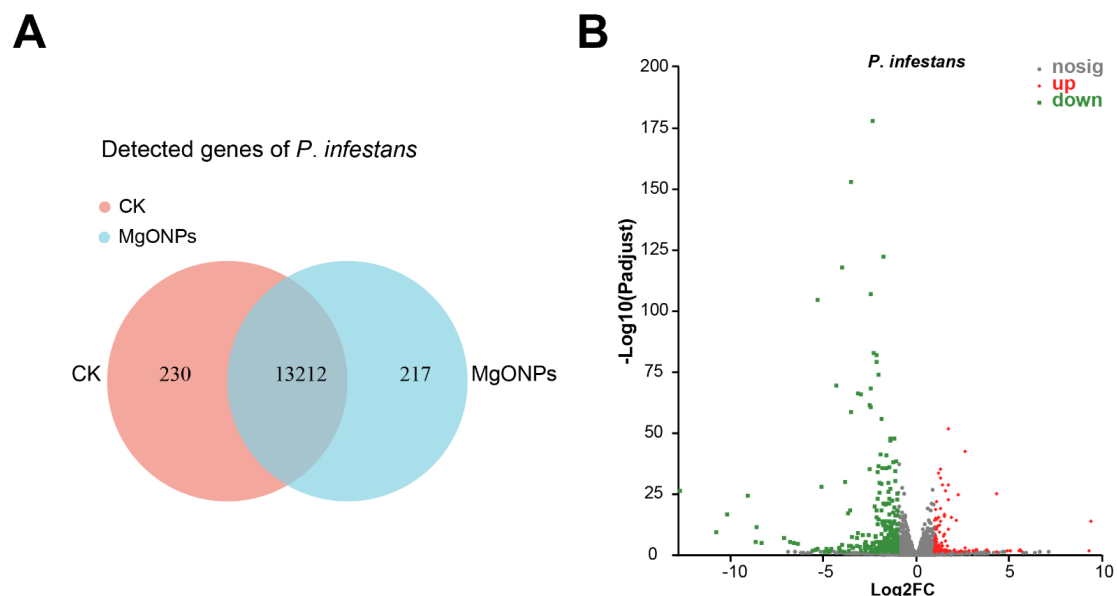 A
Detected genes of P. infestans
CK
MgONPs
CK
230
13212
217
MgONPs
B
P. infestans
nosig
up
down
-Log10(Padjust)
200
175
150
125
100
75
50
25
0
-10
-5
0
5
10
Log2FC